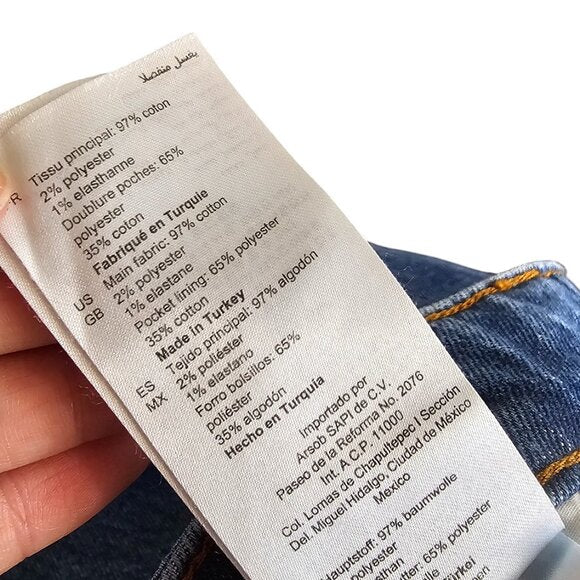 يغسل منفصلا
FR Tissu principal: 97% coton
2% polyester
1% elasthanne
Doublure poches: 65%
polyester
35% coton
Fabriqué en Turquie
US Main fabric: 97% cotton
GB 2% polyester
1% elastane
Pocket lining: 65% polyester
35% cotton
Made in Turkey
ES Tejido principal: 97% algodón
MX 2% poliéster
1% elastano
Forro bolsillos: 65%
poliéster
35% algodón
Hecho en Turquía
Importado por
Arsob SAPI de C.V.
Paseo de la Reforma No. 2076
Int. A C.P. 11000
Col. Lomas de Chapultepec I Sección
Del. Miguel Hidalgo, Ciudad de México
Mexico
Hauptstoff: 97% baumwolle
polyester
65% polyester